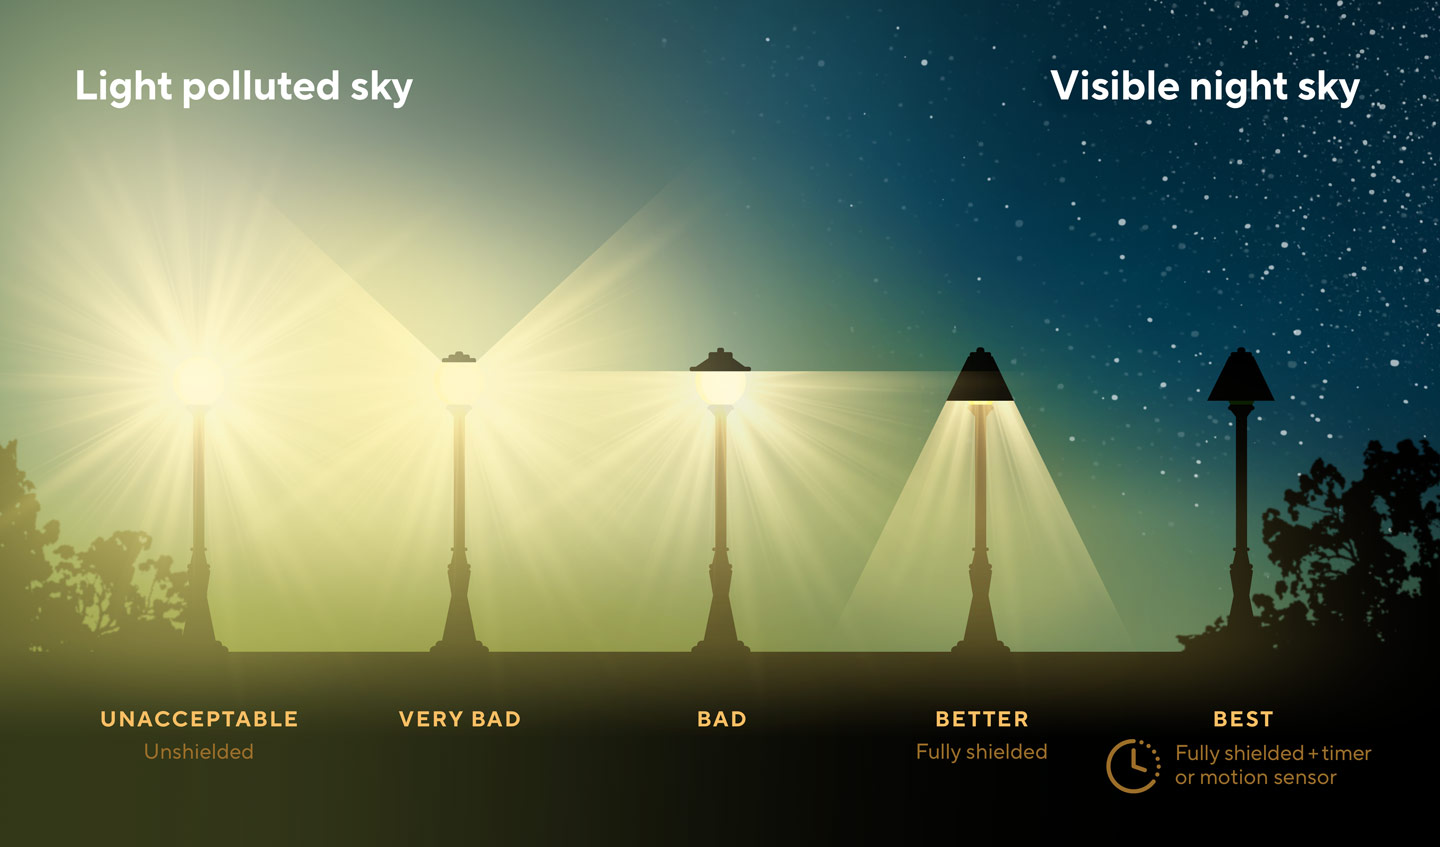 Light polluted sky
Visible night sky
UNACCEPTABLE
Unshielded
VERY BAD
BAD
BETTER
Fully shielded
BEST
Fully shielded + timer
or motion sensor